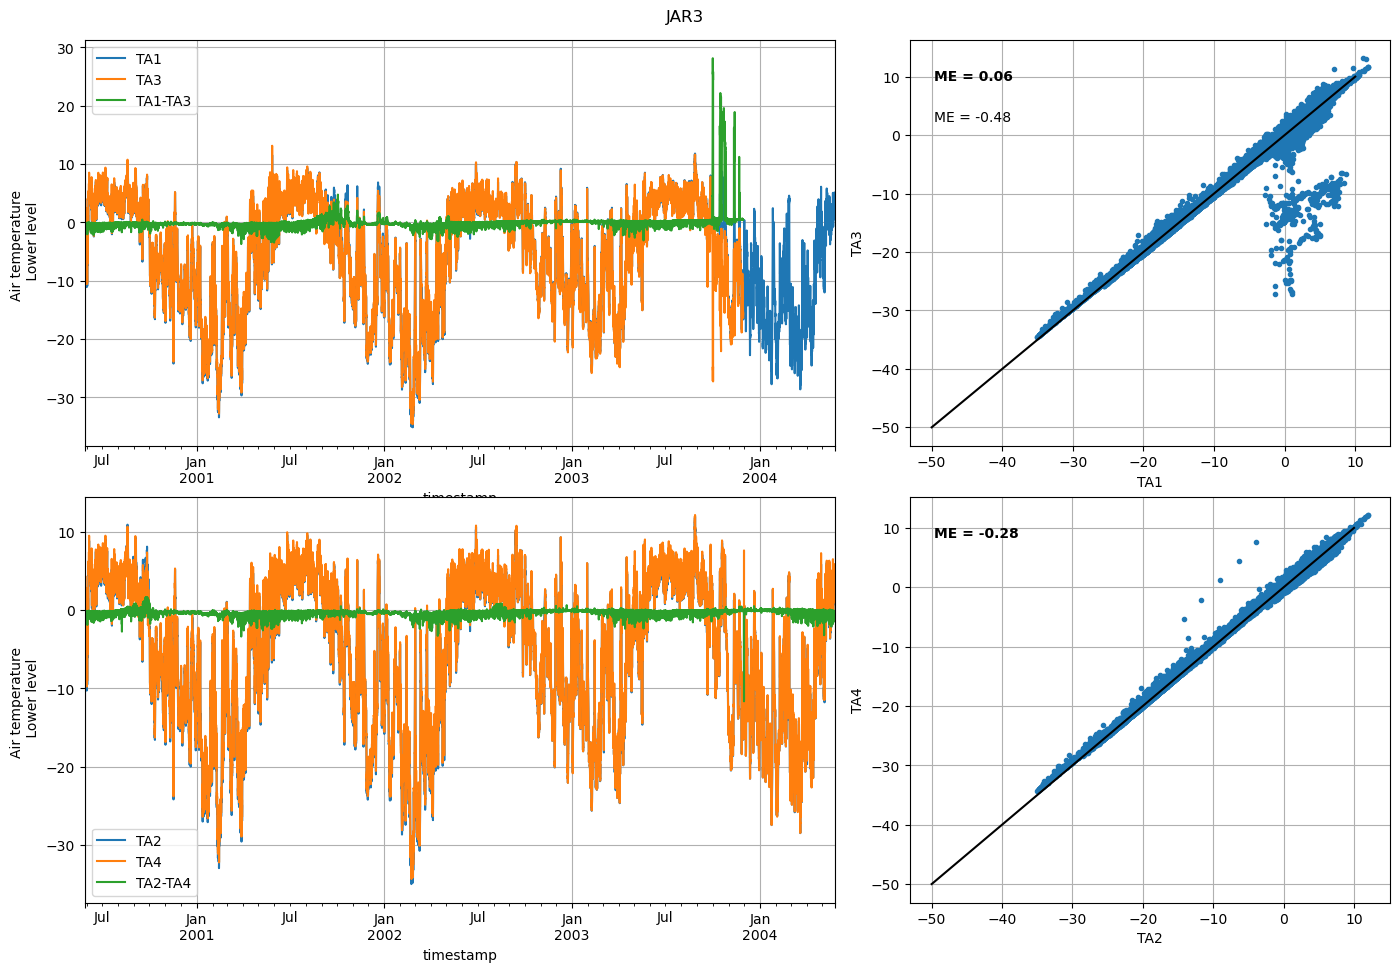 JAR3
30
20
10
0
−10
−20
−30
Air temperature
Lower level
TA1
TA3
TA1-TA3
Jul
Jan
2001
Jul
Jan
2002
Jul
Jan
2003
Jul
Jan
2004
timestamp
10
0
−10
−20
−30
−40
−50
TA3
ME = 0.06
ME = -0.48
−50
−40
−30
−20
−10
0
10
TA1
10
0
−10
−20
−30
Air temperature
Lower level
TA2
TA4
TA2-TA4
Jul
Jan
2001
Jul
Jan
2002
Jul
Jan
2003
Jul
Jan
2004
timestamp
10
0
−10
−20
−30
−40
−50
TA4
ME = -0.28
−50
−40
−30
−20
−10
0
10
TA2